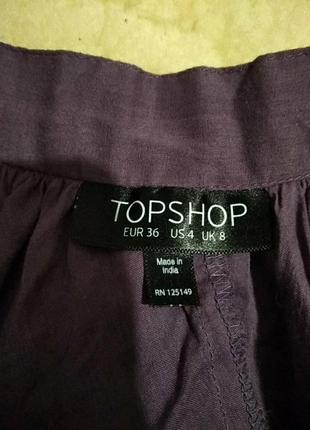 TOPSHOP
EUR 36 US 4 UK 8
Made in
India
RN 125149